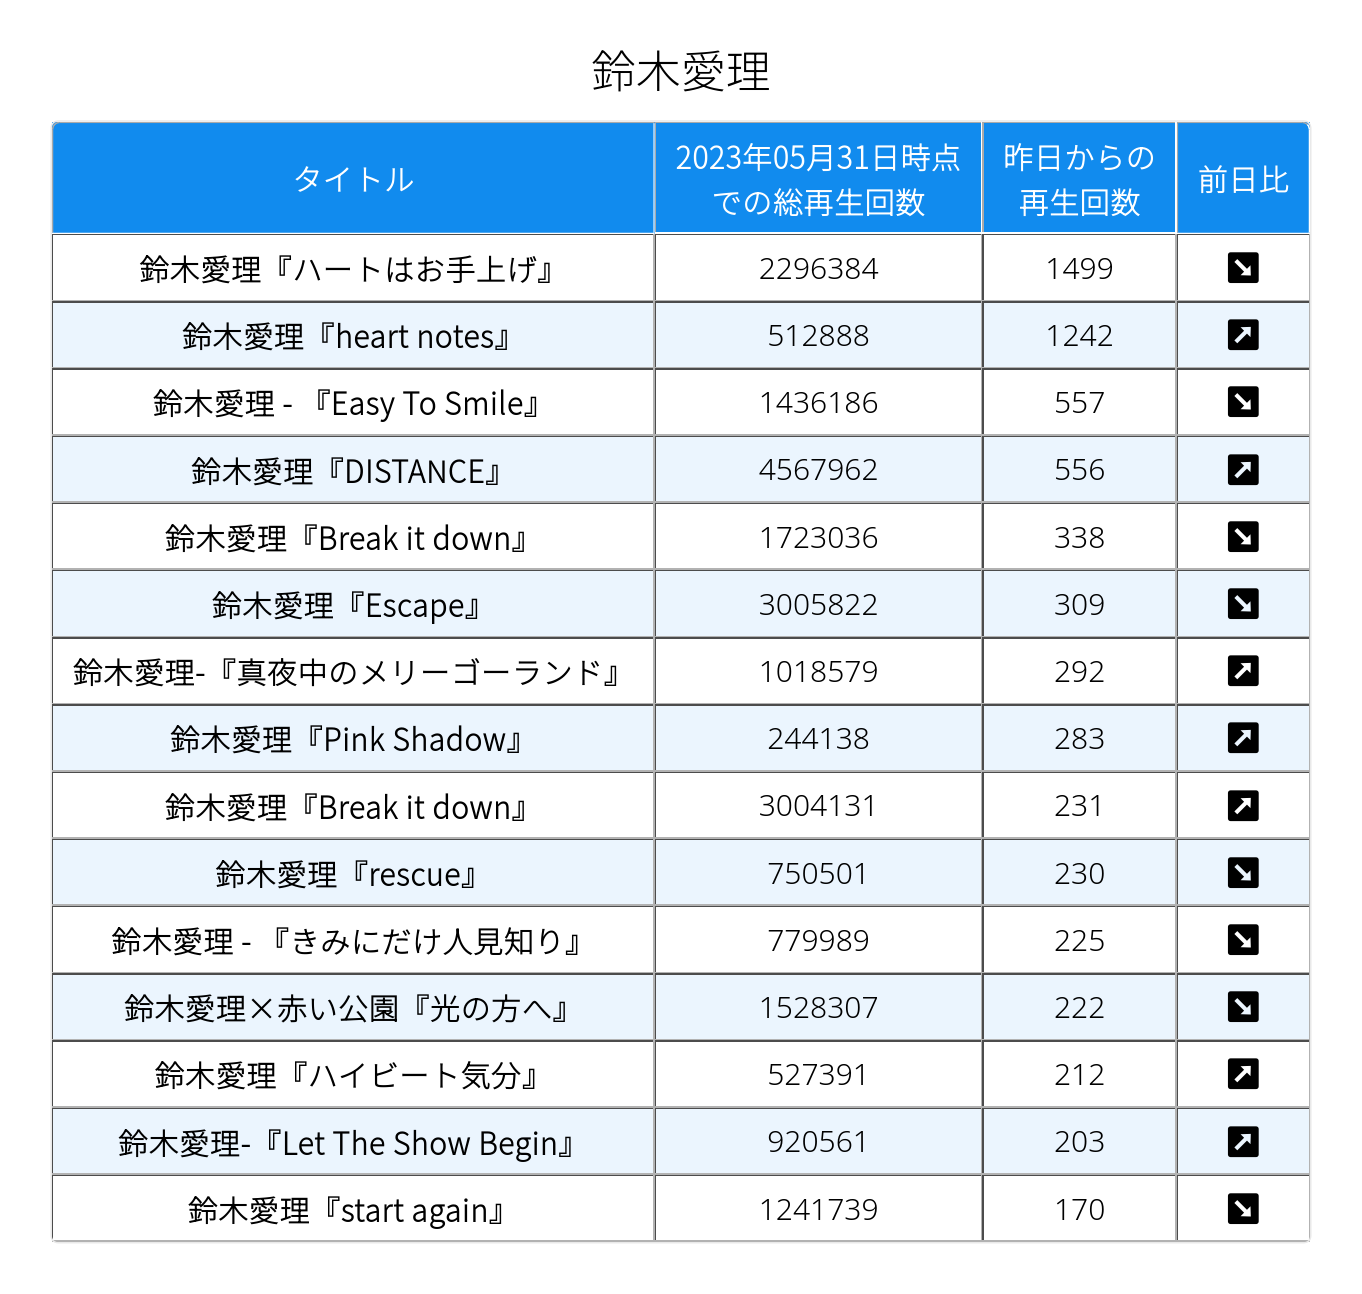 鈴木愛理
タイトル
2023年05月31日時点
での総再生回数
昨日からの
再生回数
前日比
鈴木愛理『ハートはお手上げ』 2296384 1499
鈴木愛理『heart notes』 512888 1242
鈴木愛理 - 『Easy To Smile』 1436186 557
鈴木愛理『DISTANCE』 4567962 556
鈴木愛理『Break it down』 1723036 338
鈴木愛理『Escape』 3005822 309
鈴木愛理-『真夜中のメリーゴーランド』 1018579 292
鈴木愛理『Pink Shadow』 244138 283
鈴木愛理『Break it down』 3004131 231
鈴木愛理『rescue』 750501 230
鈴木愛理 - 『きみにだけ人見知り』 779989 225
鈴木愛理×赤い公園『光の方へ』 1528307 222
鈴木愛理『ハイビート気分』 527391 212
鈴木愛理-『Let The Show Begin』 920561 203
鈴木愛理『start again』 1241739 170